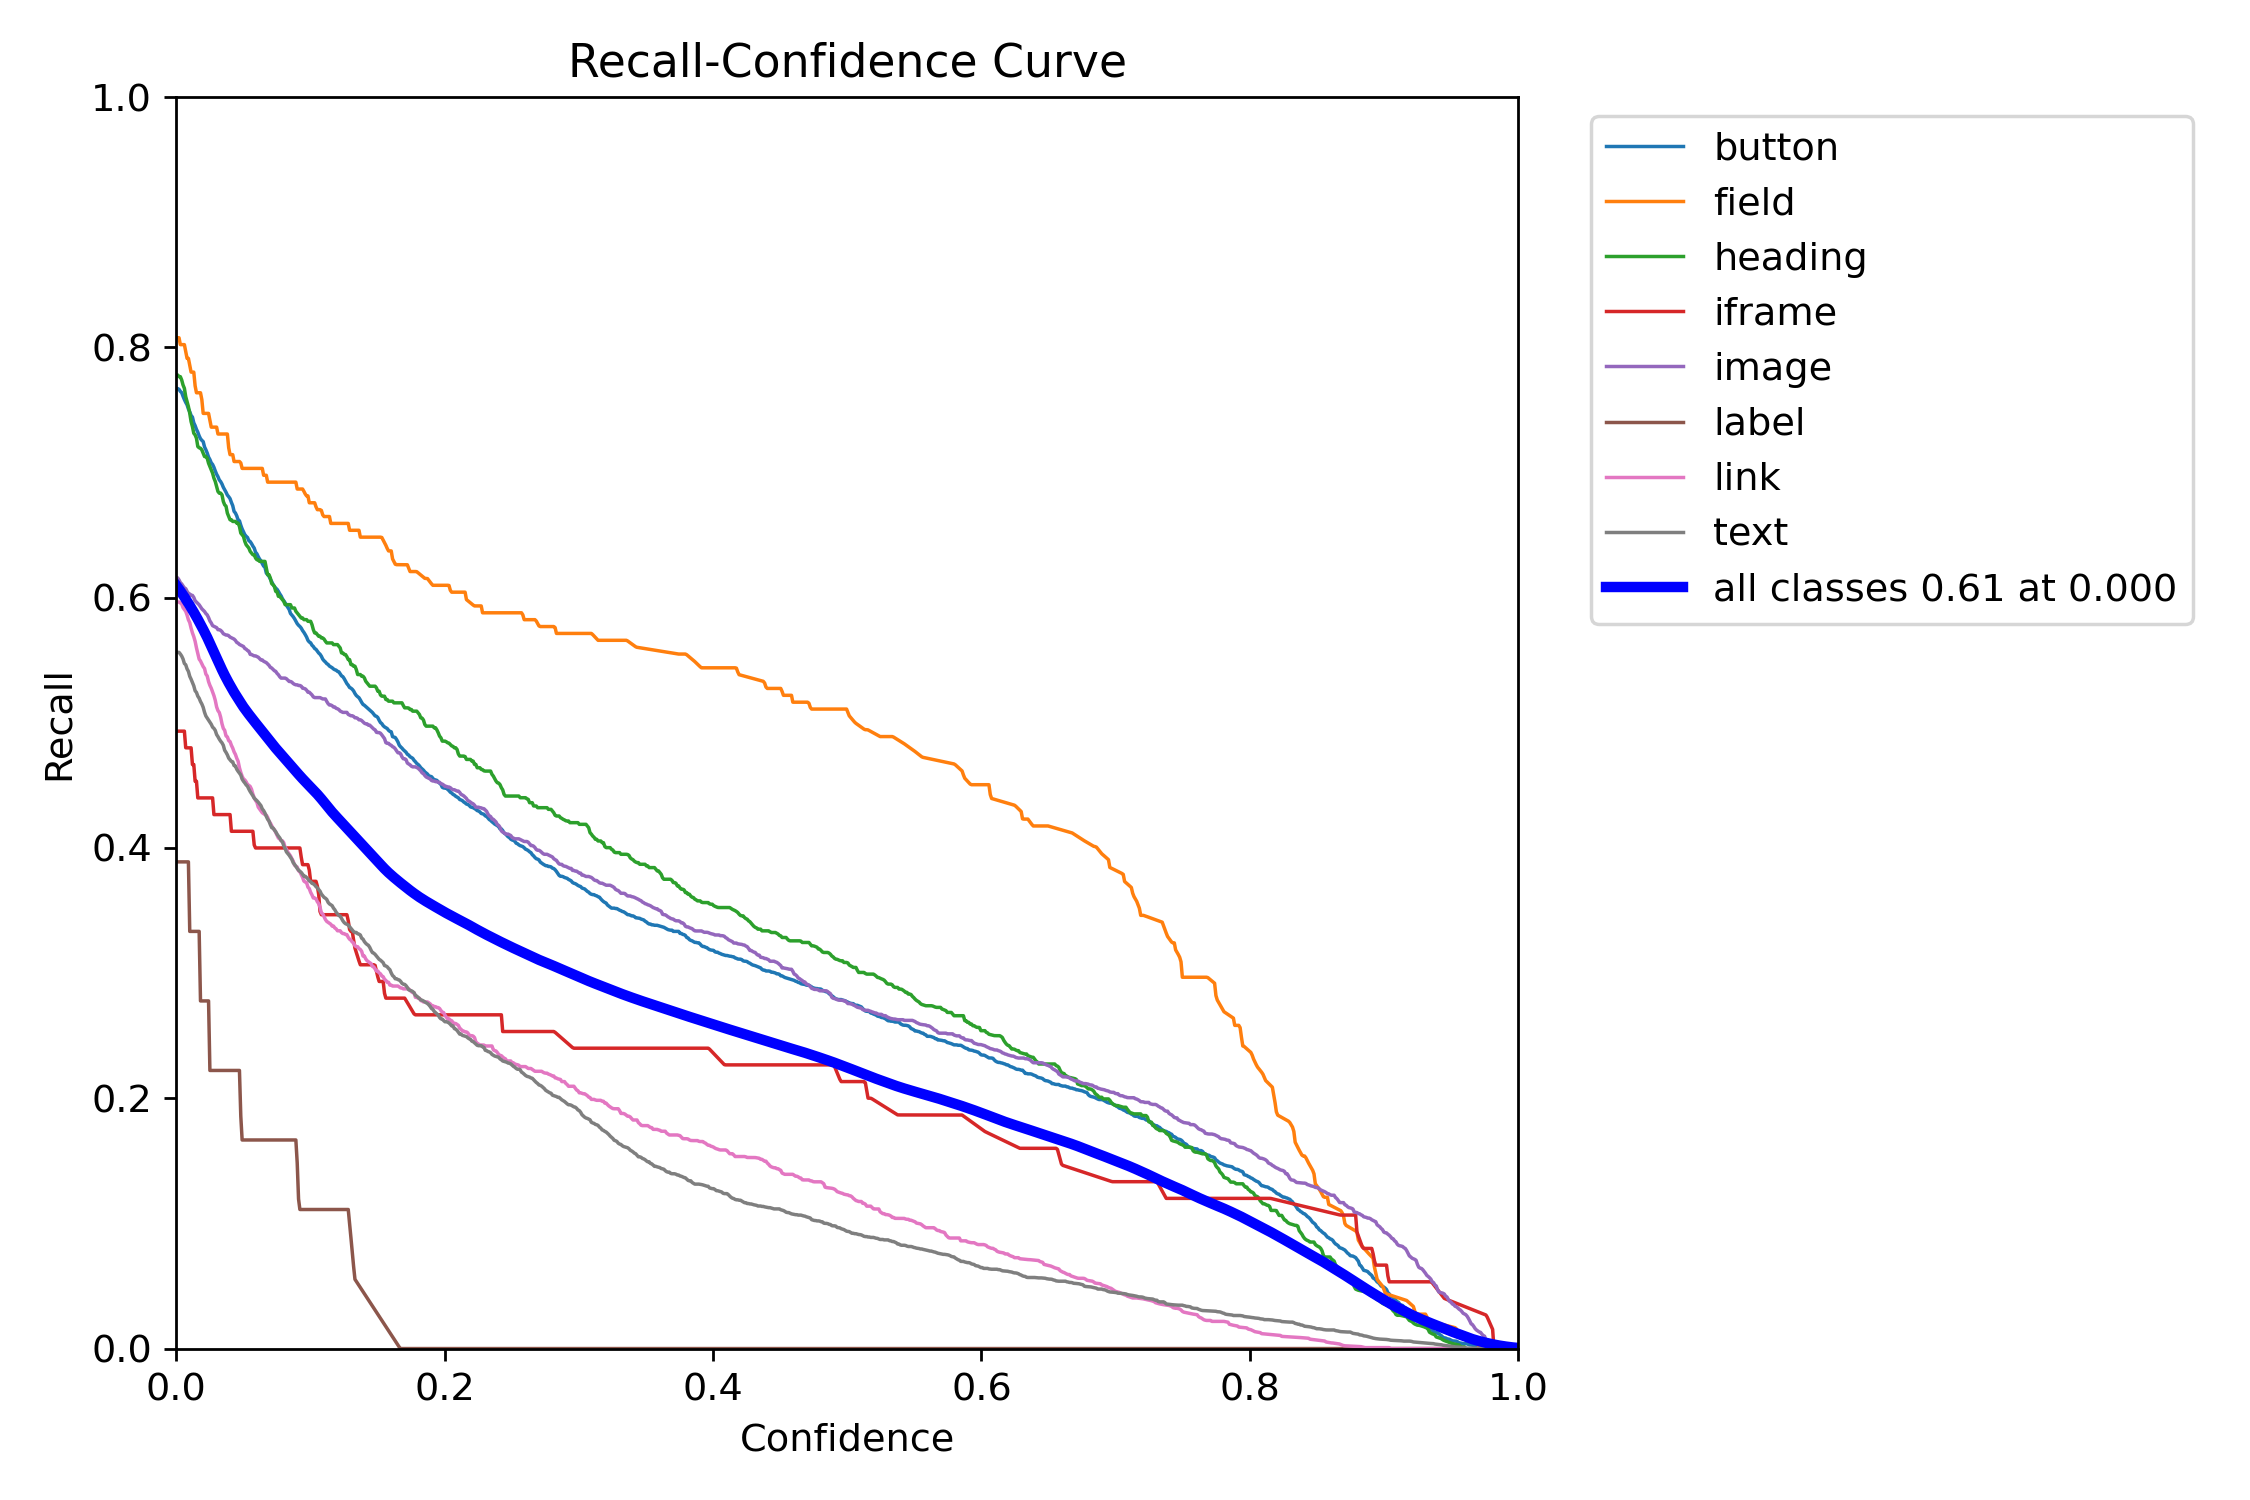 Recall-Confidence Curve
1.0
0.8
0.6
0.4
0.2
0.0
Recall
0.0 0.2 0.4 0.6 0.8 1.0
Confidence
button
field
heading
iframe
image
label
link
text
all classes 0.61 at 0.000